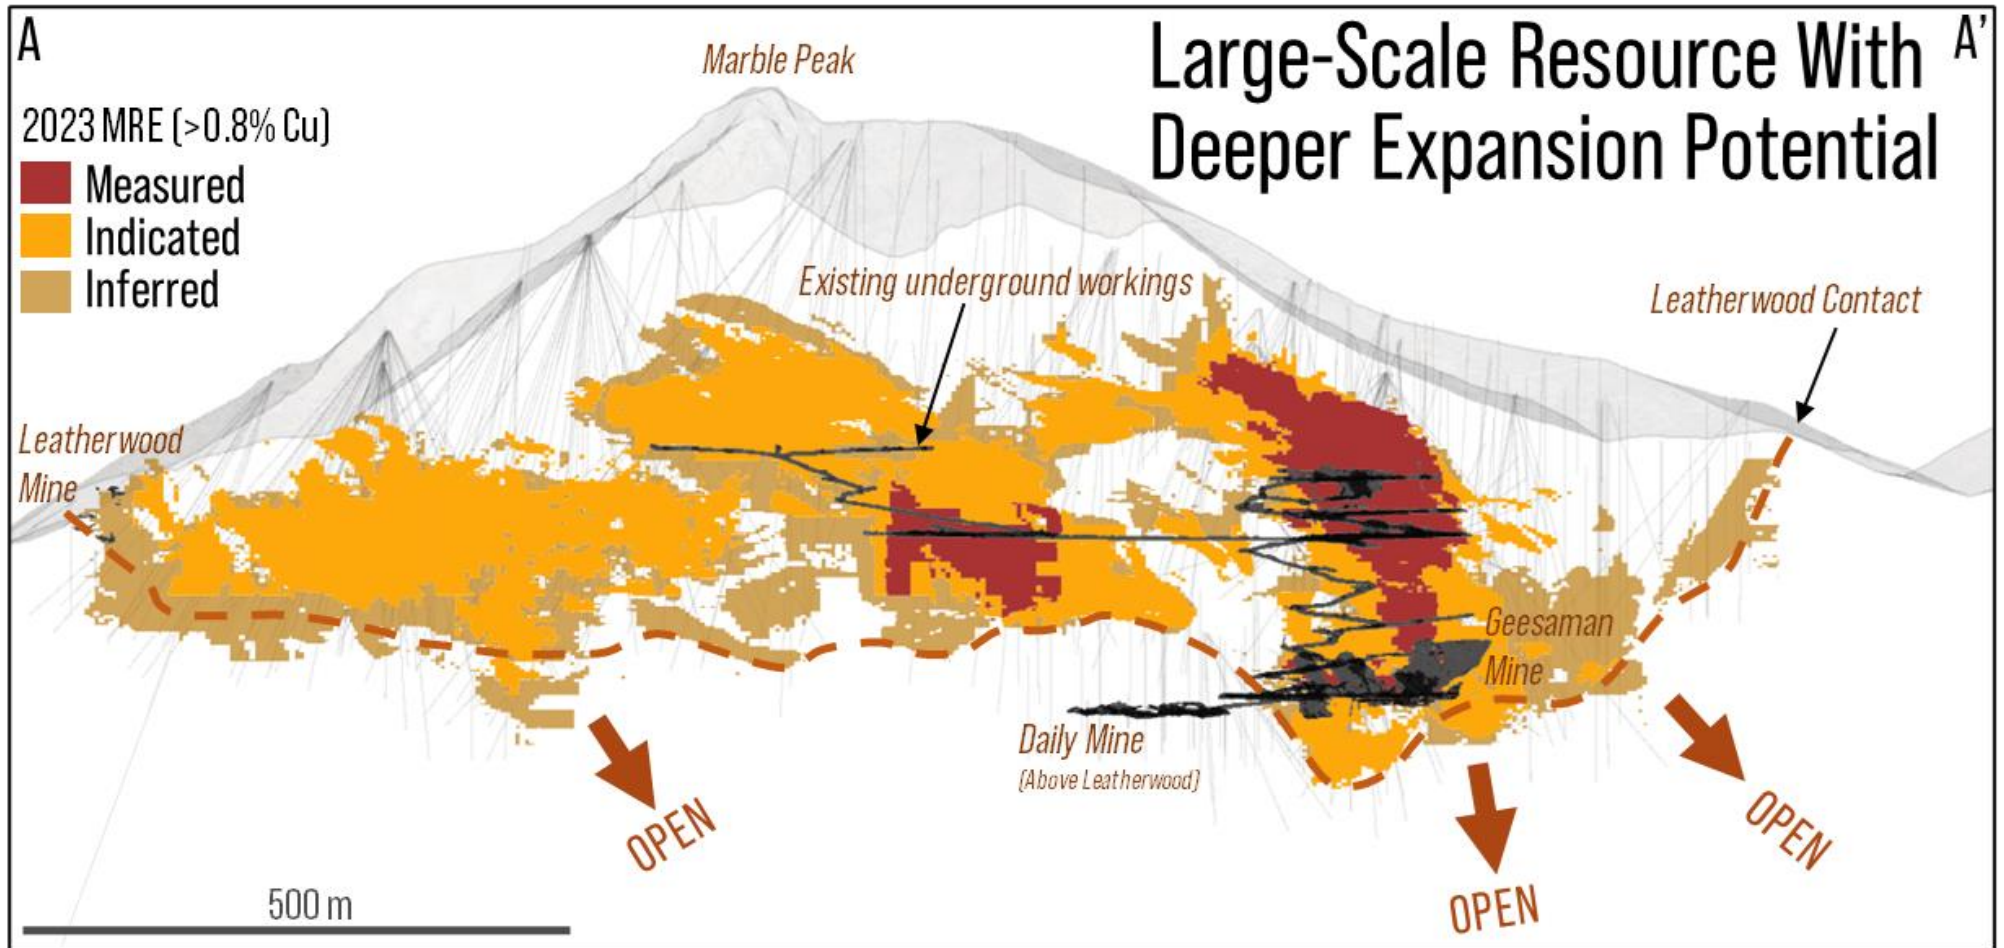 A
A’
Large-Scale Resource With
Deeper Expansion Potential
Marble Peak
2023 MRE (>0.8% Cu)
Measured
Indicated
Inferred
Existing underground workings
Leatherwood Contact
Leatherwood
Mine
Geesaman
Mine
Daily Mine
(Above Leatherwood)
OPEN
OPEN
OPEN
500 m